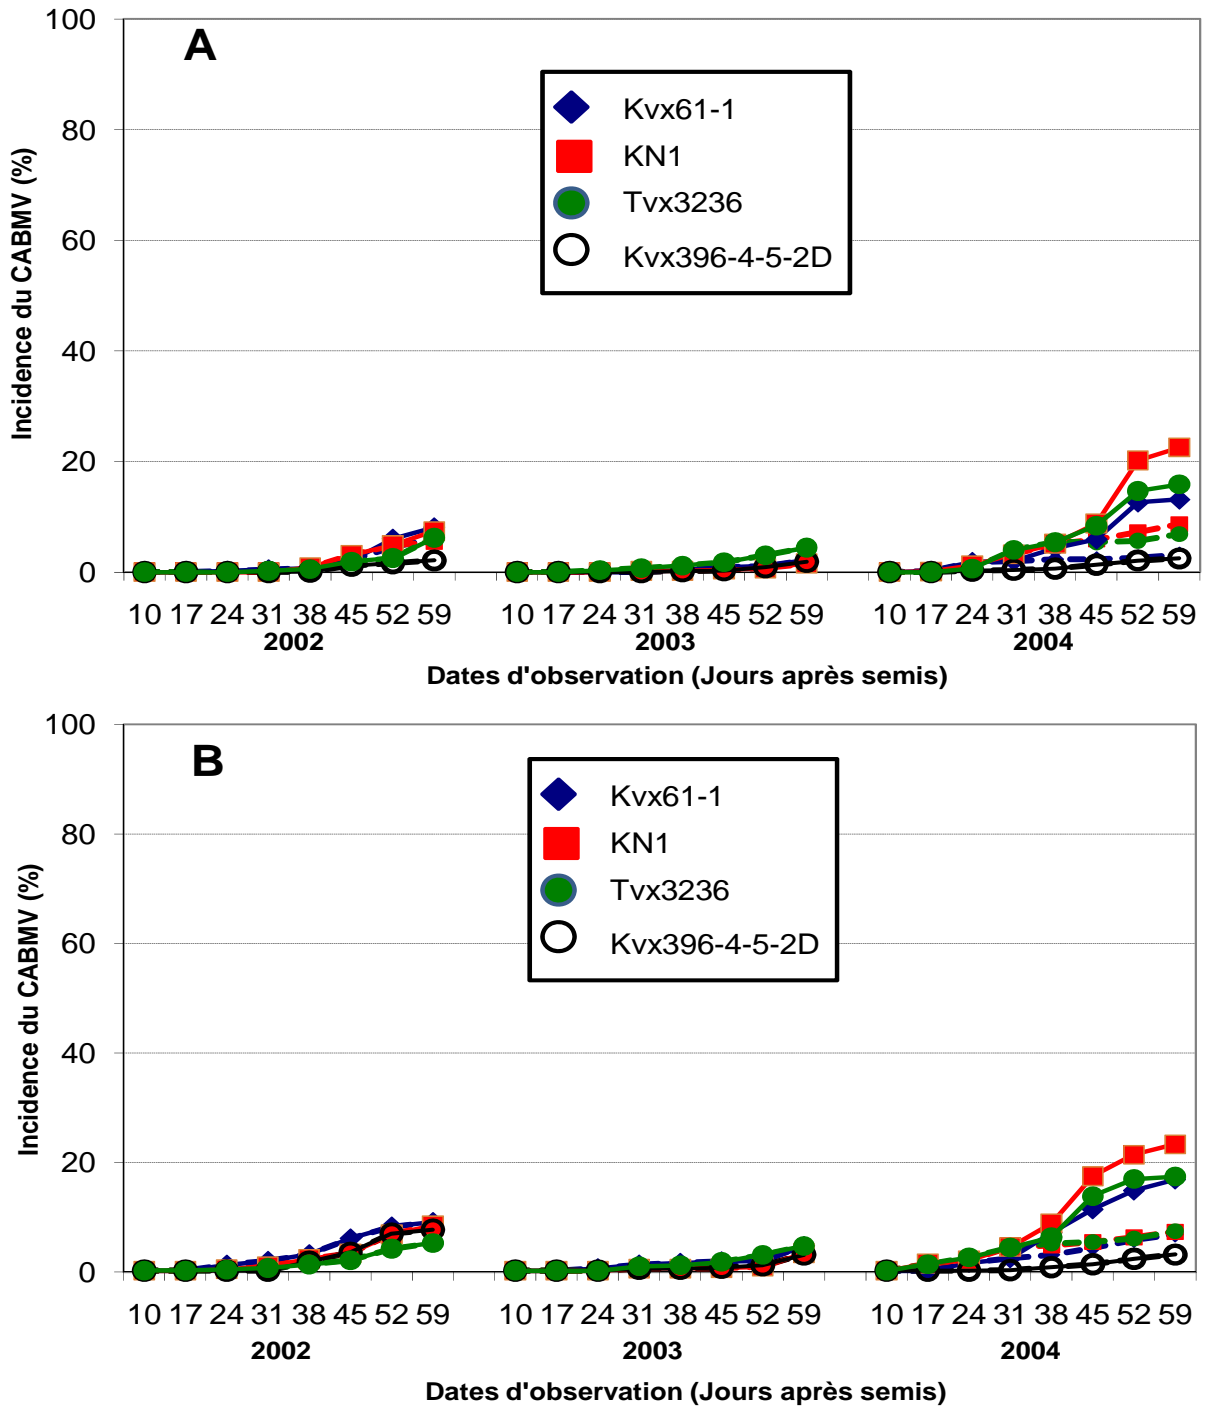 A
100
80
60
40
20
0
Incidence du CABMV (%)
Kvx61-1
KN1
Tvx3236
Kvx396-4-5-2D
10 17 24 31 38 45 52 59 10 17 24 31 38 45 52 59 10 17 24 31 38 45 52 59
2002 2003 2004
Dates d'observation (Jours après semis)
B
100
80
60
40
20
0
Incidence du CABMV (%)
Kvx61-1
KN1
Tvx3236
Kvx396-4-5-2D
10 17 24 31 38 45 52 59 10 17 24 31 38 45 52 59 10 17 24 31 38 45 52 59
2002 2003 2004
Dates d'observation (Jours après semis)